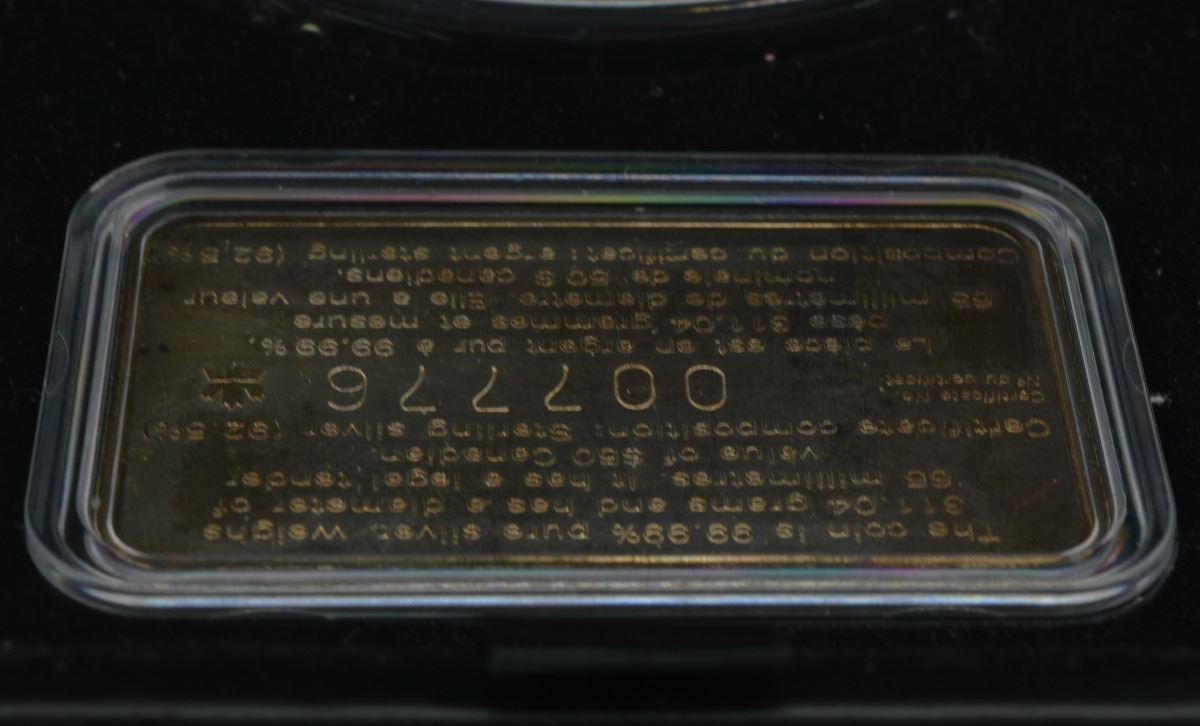 The coin is 99.99% pure silver. Weighs
311.04 grams and has a diameter of
65 millimetres. It has a legal tender
value of $50 Canadian.
Certificate composition: Sterling silver (92.5%)
Certificate No.
Nº du certificat
007776
La pièce est en argent pur à 99.99%.
pèse 311,04 grammes et mesure
65 millimètres de diamètre. Elle a une valeur
nominale de 50 $ canadiens.
Composition du certificat: argent sterling (92,5%)